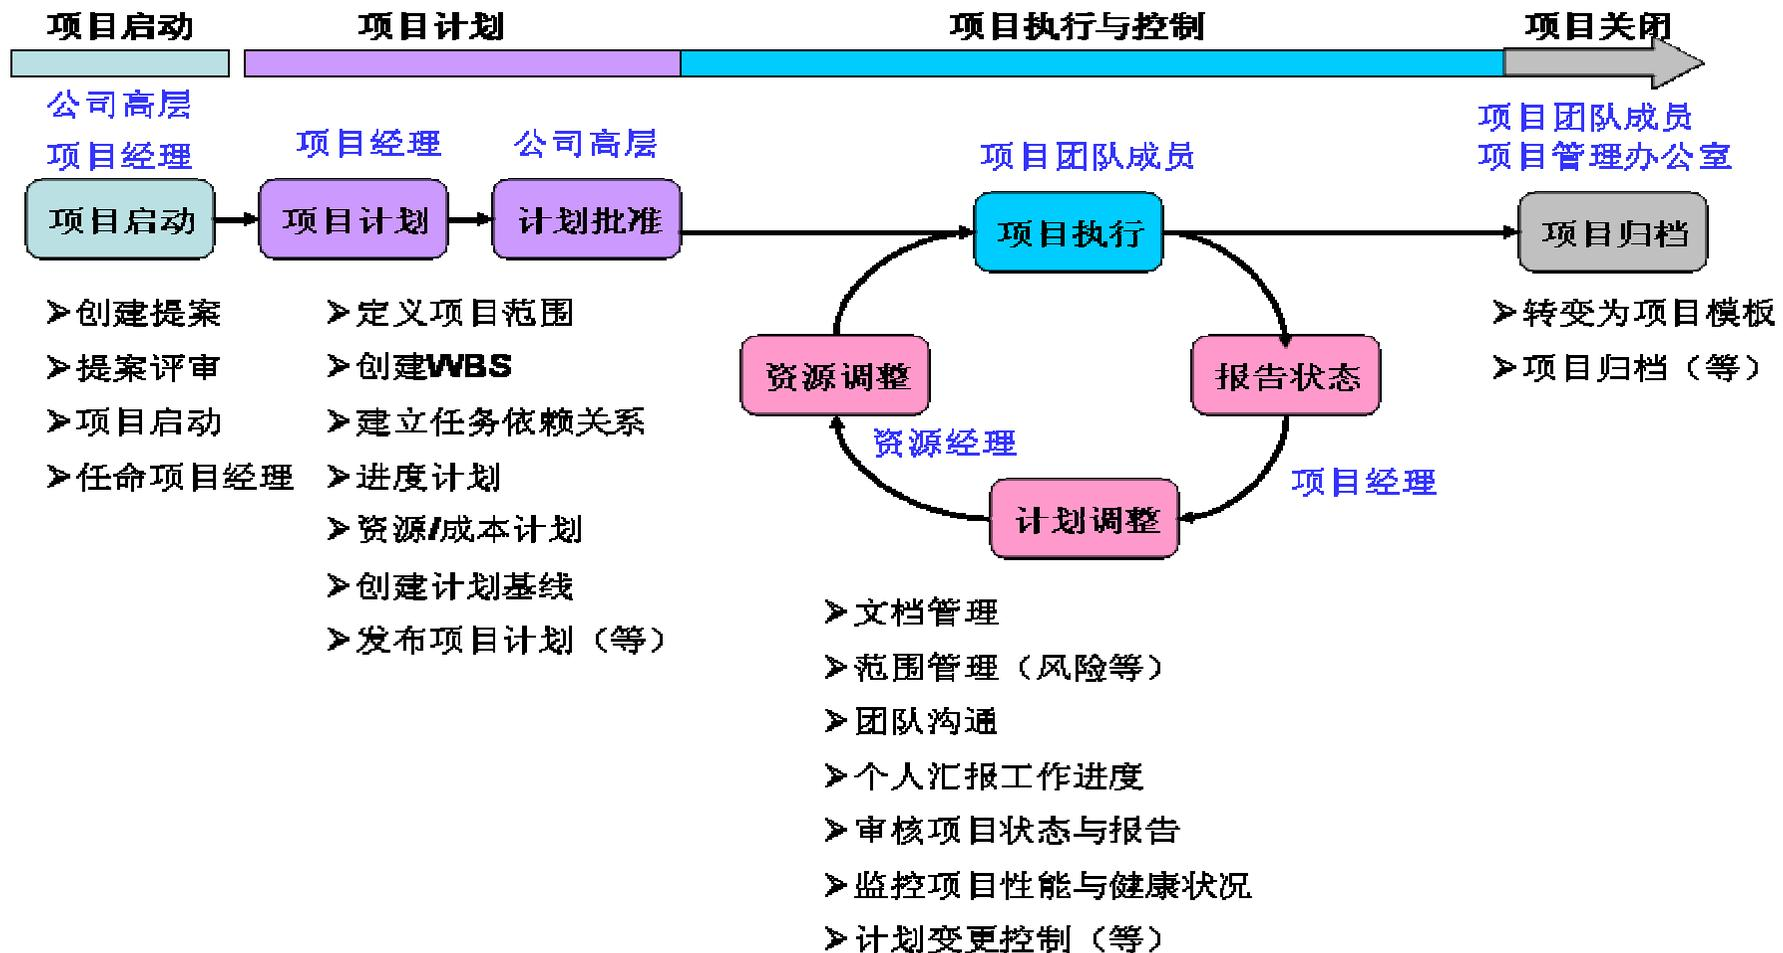 项目启动
项目计划
项目执行与控制
项目关闭
公司高层
项目经理
项目经理
公司高层
项目团队成员
项目团队成员
项目管理办公室
项目启动
项目计划
计划批准
项目执行
项目归档
➢创建提案
➢提案评审
➢项目启动
➢任命项目经理
➢定义项目范围
➢创建WBS
➢建立任务依赖关系
➢进度计划
➢资源/成本计划
➢创建计划基线
➢发布项目计划（等）
资源调整
报告状态
资源经理
项目经理
计划调整
➢文档管理
➢范围管理（风险等）
➢团队沟通
➢个人汇报工作进度
➢审核项目状态与报告
➢监控项目性能与健康状况
➢计划变更控制（等）
➢转变为项目模板
➢项目归档（等）